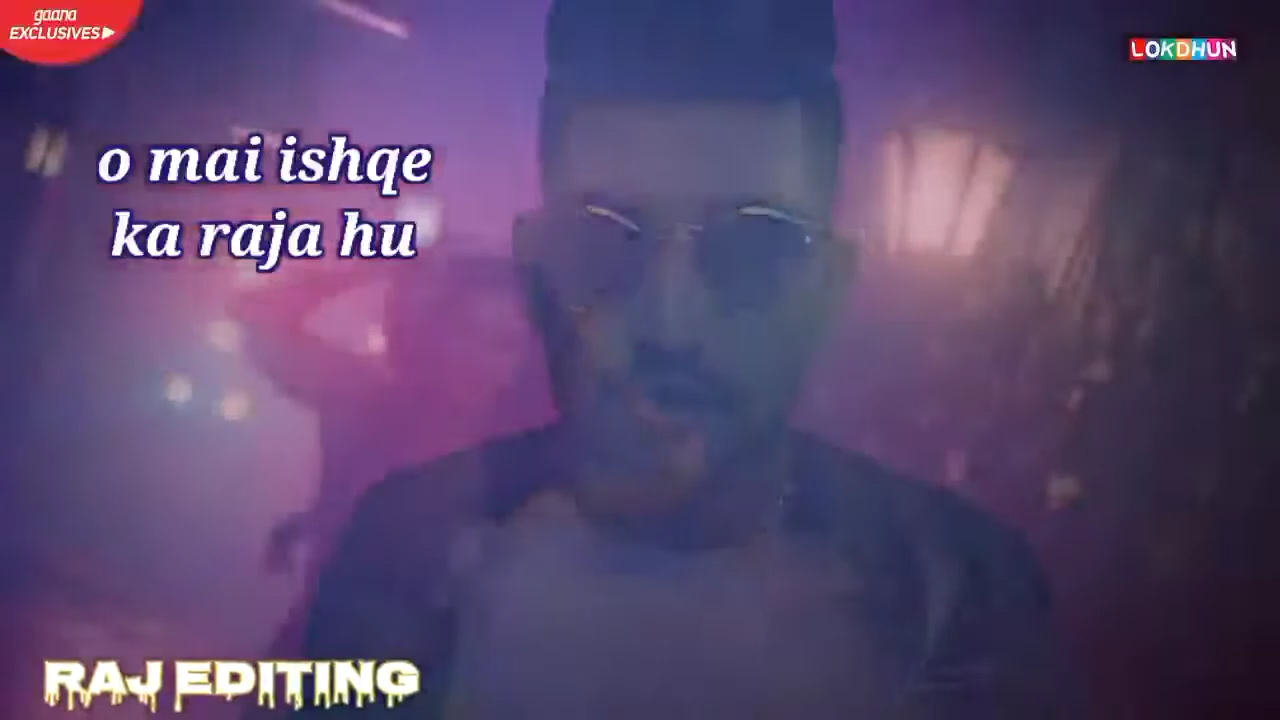 gaana
EXCLUSIVES
LOKDHUN
o mai ishqe
ka raja hu
RAJ EDITING